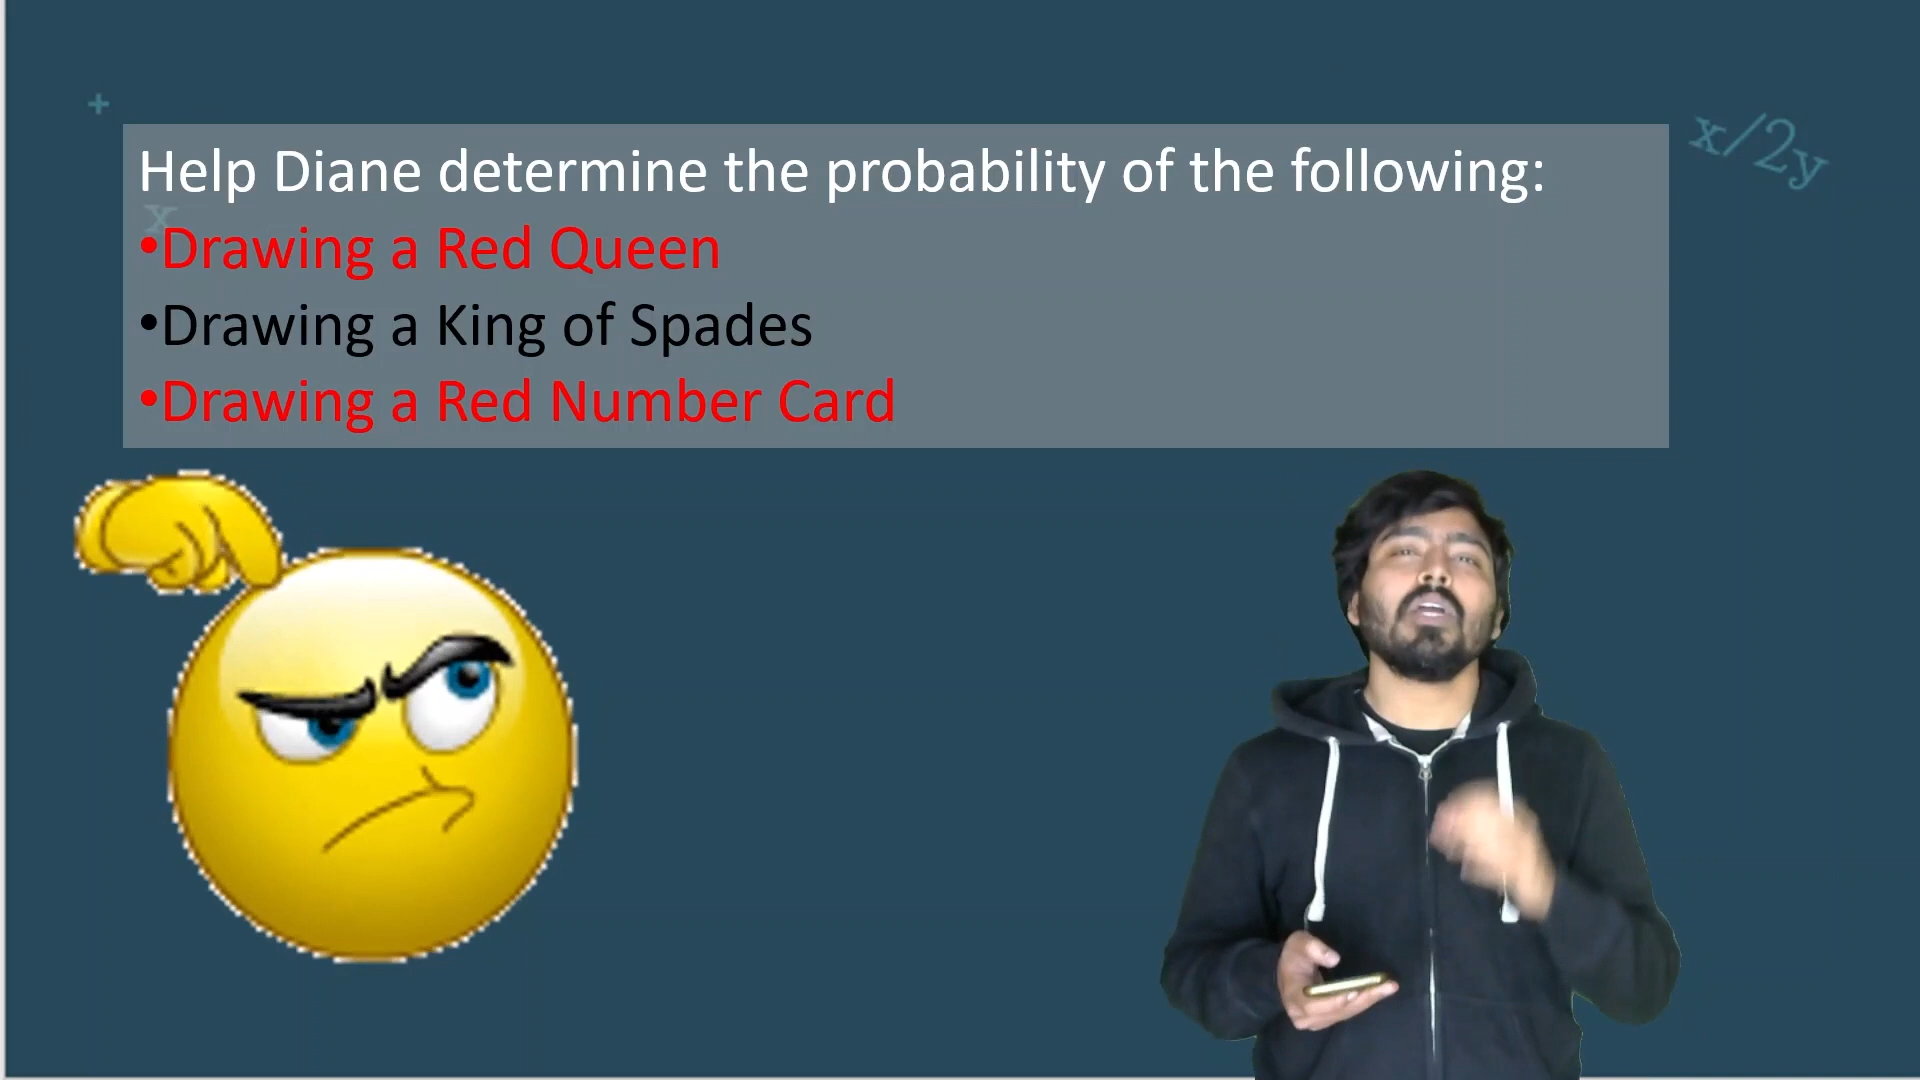 +
x/2y
Help Diane determine the probability of the following:
x
•Drawing a Red Queen
•Drawing a King of Spades
•Drawing a Red Number Card